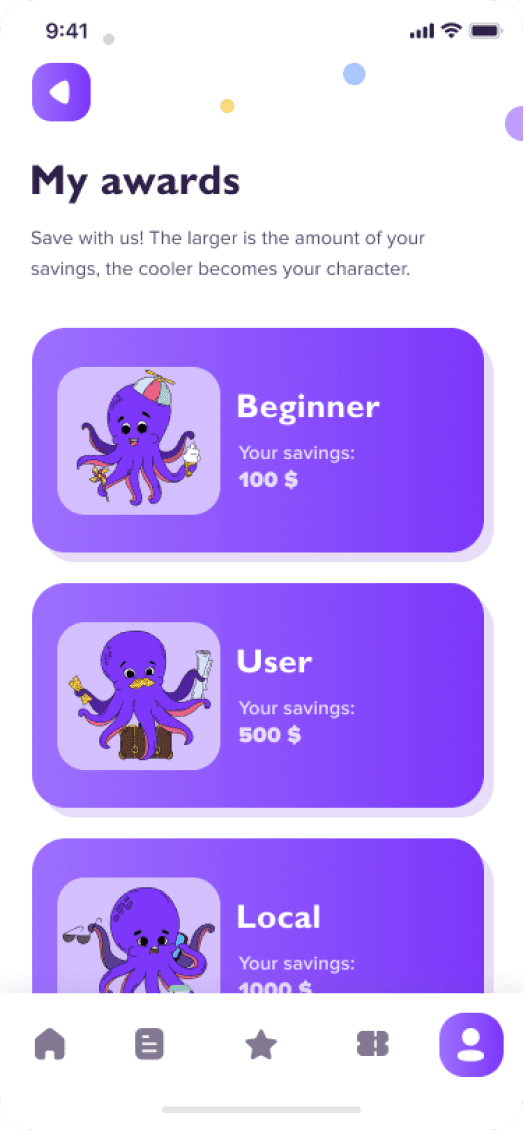 9:41
My awards
Save with us! The larger is the amount of your
savings, the cooler becomes your character.
Beginner
Your savings:
100 $
User
Your savings:
500 $
Local
Your savings:
1000 $